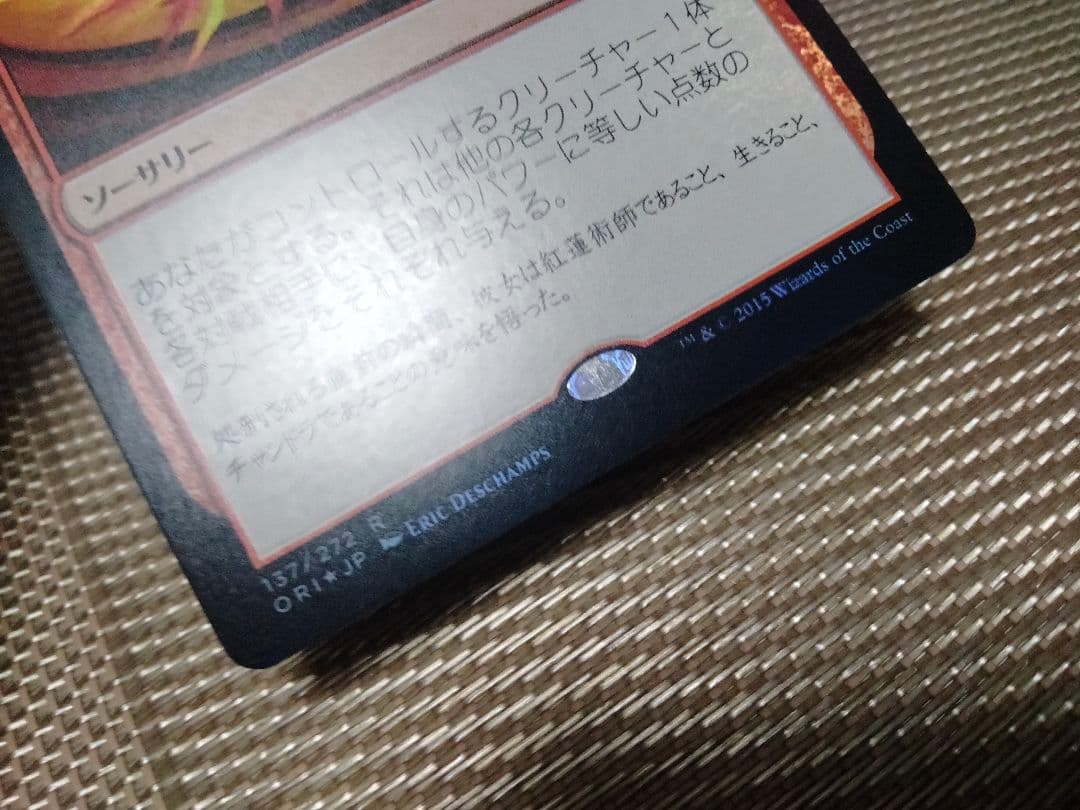 ソーサリー
あなたがコントロールするクリーチャー１体
を対象とする。それは他の各クリーチャーと
各対戦相手に、自身のパワーに等しい点数の
ダメージをそれぞれ与える。
処刑される直前の瞬間、彼女は紅蓮術師であること、生きること、
チャンドラであることの意味を悟った。
137/272 R
ORI★JP ERIC DESCHAMPS
™ & © 2015 Wizards of the Coast